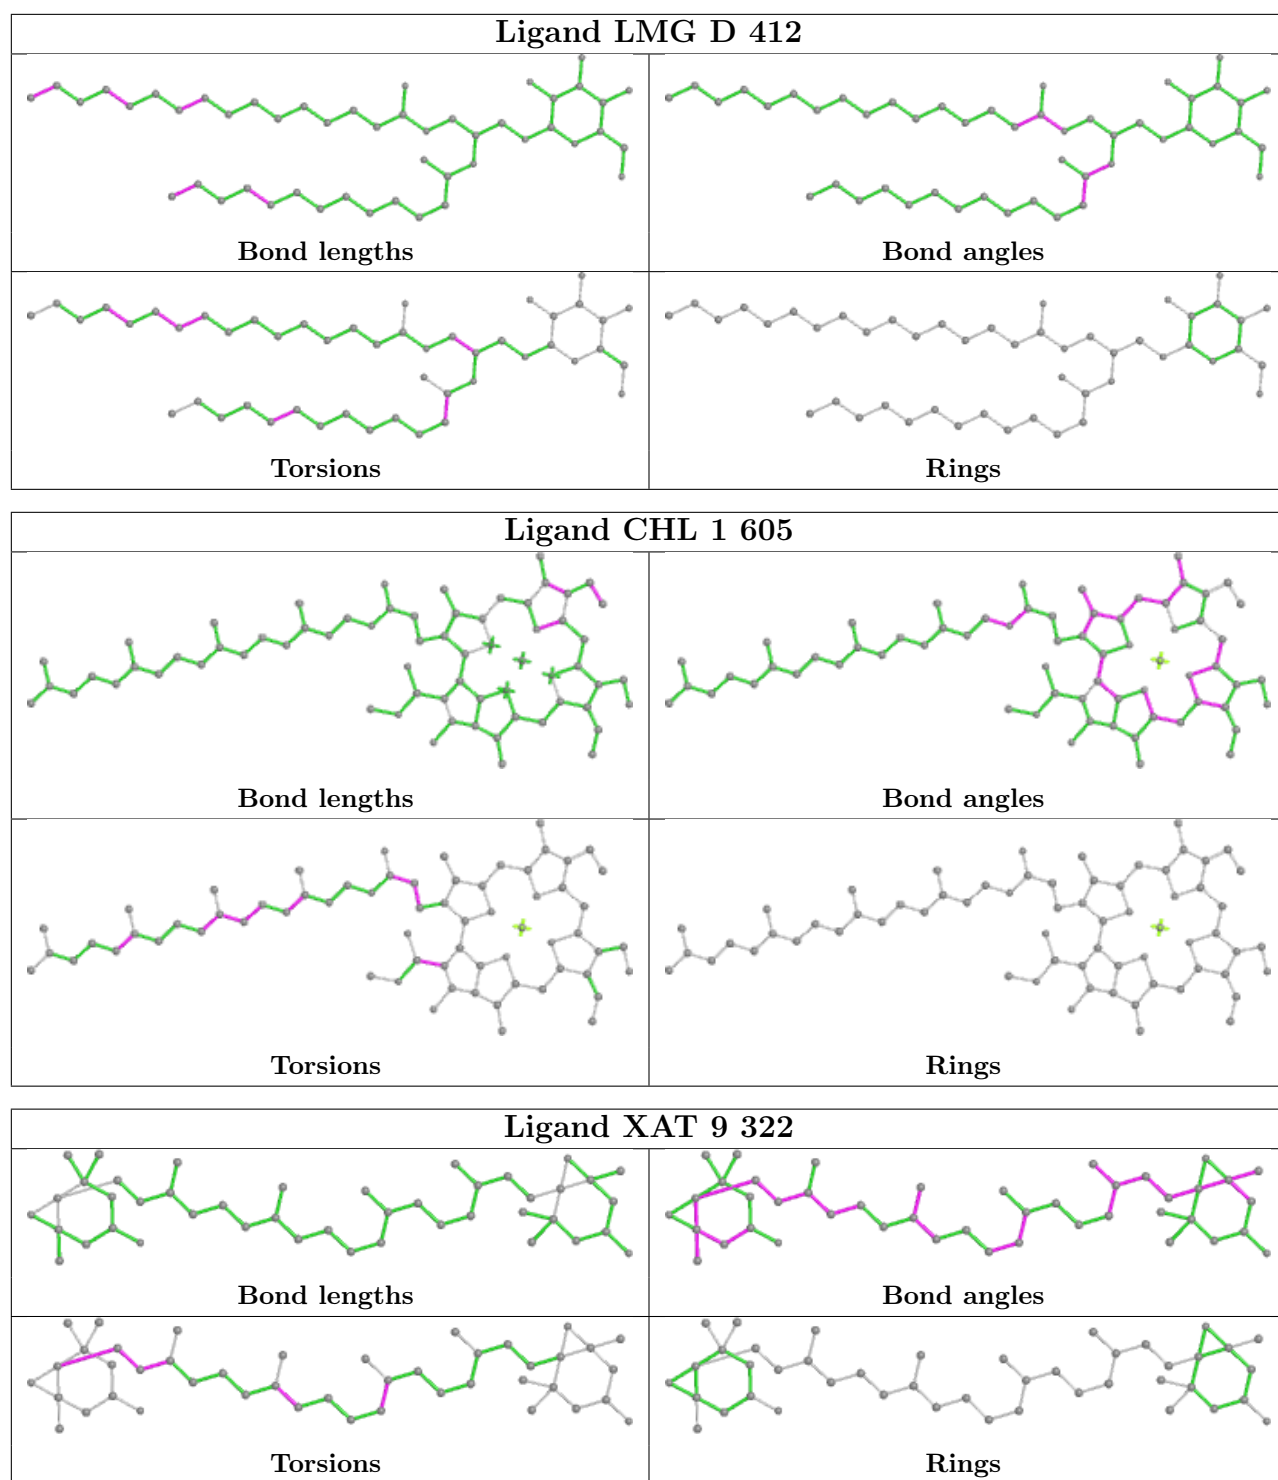 Ligand LMG D 412
Bond lengths
Bond angles
Torsions
Rings
Ligand CHL 1 605
Bond lengths
Bond angles
Torsions
Rings
Ligand XAT 9 322
Bond lengths
Bond angles
Torsions
Rings